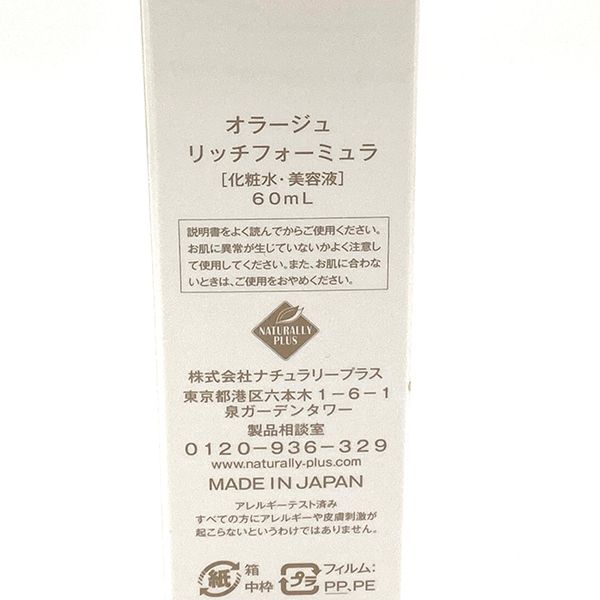 オラージュ
リッチフォーミュラ
［化粧水・美容液］
60mL
説明書をよく読んでからご使用ください。
お肌に異常が生じていないかよく注意し
て使用してください。また、お肌に合わな
いときは、ご使用をおやめください。
NATURALLY
PLUS
株式会社ナチュラリープラス
東京都港区六本木1-6-1
泉ガーデンタワー
製品相談室
0120-936-329
www.naturally-plus.com
MADE IN JAPAN
アレルギーテスト済み
すべての方にアレルギーや皮膚刺激が
起こらないというわけではありません。
紙 箱 プラ フィルム:
中枠 PP、PE